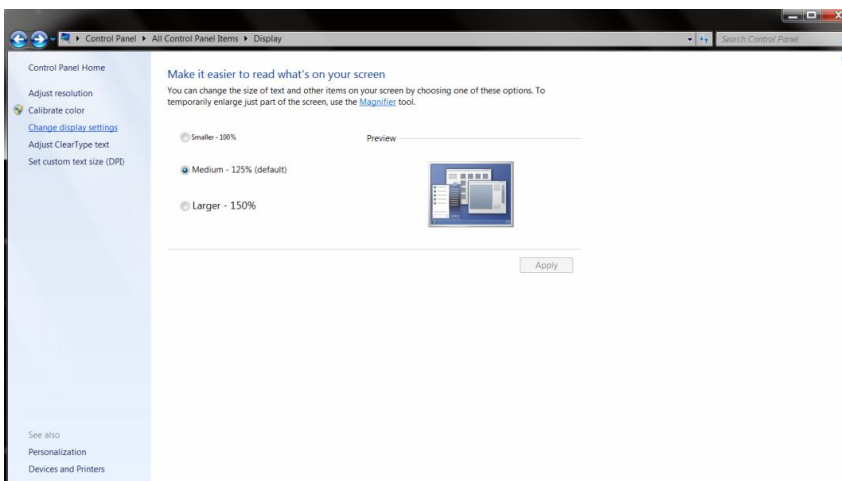 Control Panel ▸ All Control Panel Items ▸ Display
Search Control Panel
Control Panel Home
Adjust resolution
Calibrate color
Change display settings
Adjust ClearType text
Set custom text size (DPI)
Make it easier to read what's on your screen
You can change the size of text and other items on your screen by choosing one of these options. To
temporarily enlarge just part of the screen, use the Magnifier tool.
Smaller - 100%
Preview
Medium - 125% (default)
Larger - 150%
Apply
See also
Personalization
Devices and Printers